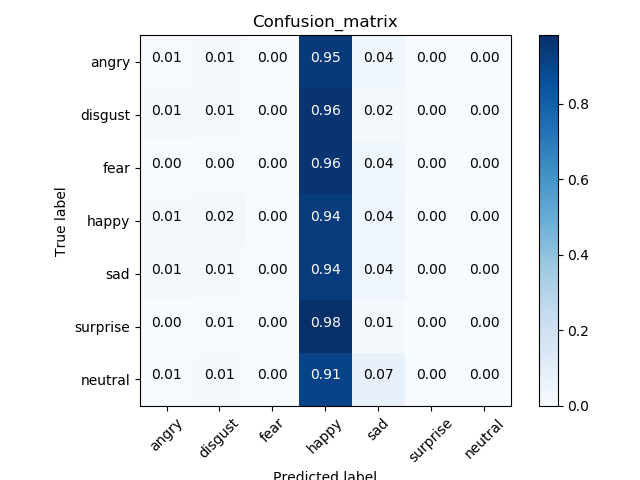 Confusion_matrix
True label
angry 0.01 0.01 0.00 0.95 0.04 0.00 0.00
disgust 0.01 0.01 0.00 0.96 0.02 0.00 0.00
fear 0.00 0.00 0.00 0.96 0.04 0.00 0.00
happy 0.01 0.02 0.00 0.94 0.04 0.00 0.00
sad 0.01 0.01 0.00 0.94 0.04 0.00 0.00
surprise 0.00 0.01 0.00 0.98 0.01 0.00 0.00
neutral 0.01 0.01 0.00 0.91 0.07 0.00 0.00
angry disgust fear happy sad surprise neutral
Predicted label
0.8
0.6
0.4
0.2
0.0